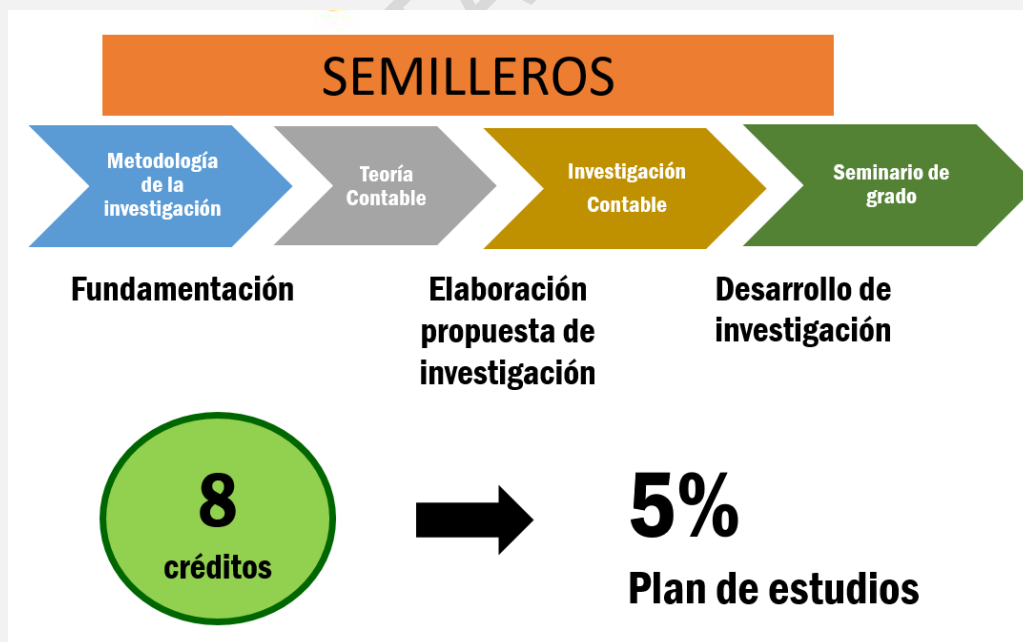 SEMILLEROS
Metodología
de la
investigación
Teoría
Contable
Investigación
Contable
Seminario de
grado
Fundamentación
Elaboración
propuesta de
investigación
Desarrollo de
investigación
8
créditos
5%
Plan de estudios